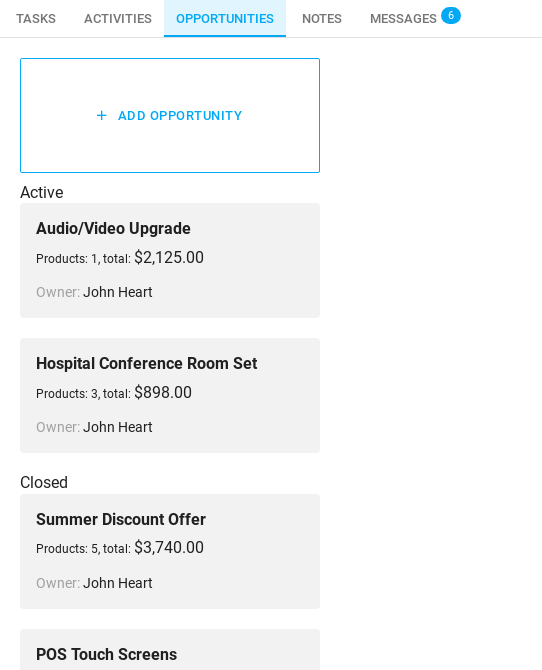 TASKS ACTIVITIES OPPORTUNITIES NOTES MESSAGES 6
+ ADD OPPORTUNITY
Active
Audio/Video Upgrade
Products: 1, total: $2,125.00
Owner: John Heart
Hospital Conference Room Set
Products: 3, total: $898.00
Owner: John Heart
Closed
Summer Discount Offer
Products: 5, total: $3,740.00
Owner: John Heart
POS Touch Screens